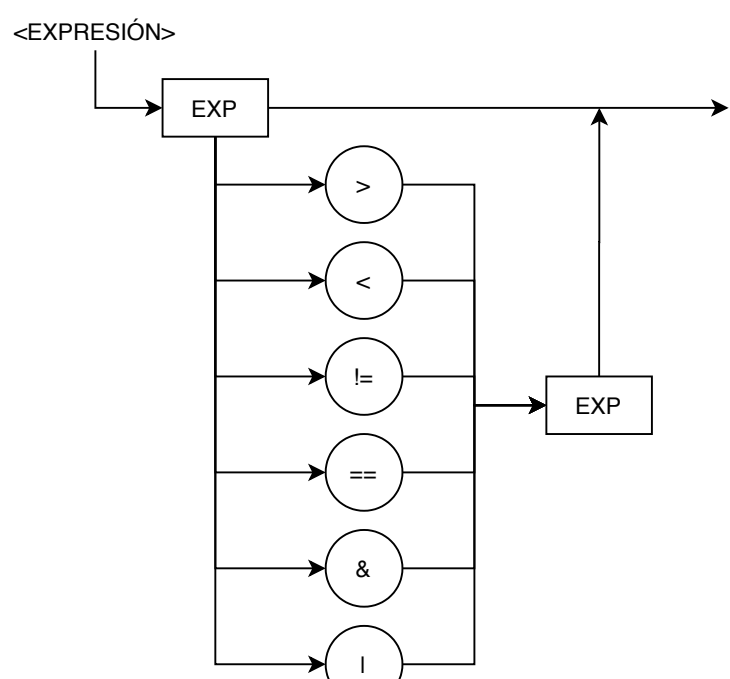 <EXPRESIÓN>
EXP
>
<
!=
EXP
==
&
|